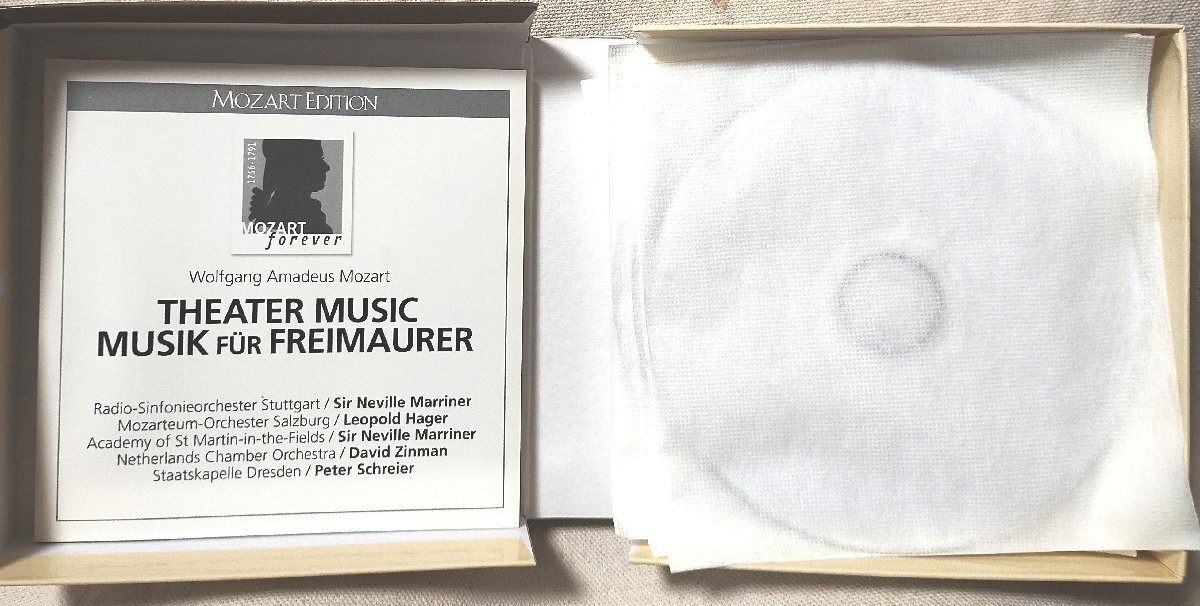 MOZART EDITION
1756-1791
MOZART
forever
Wolfgang Amadeus Mozart
THEATER MUSIC
MUSIK FÜR FREIMAURER
Radio-Sinfonieorchester Stuttgart / Sir Neville Marriner
Mozarteum-Orchester Salzburg / Leopold Hager
Academy of St Martin-in-the-Fields / Sir Neville Marriner
Netherlands Chamber Orchestra / David Zinman
Staatskapelle Dresden / Peter Schreier